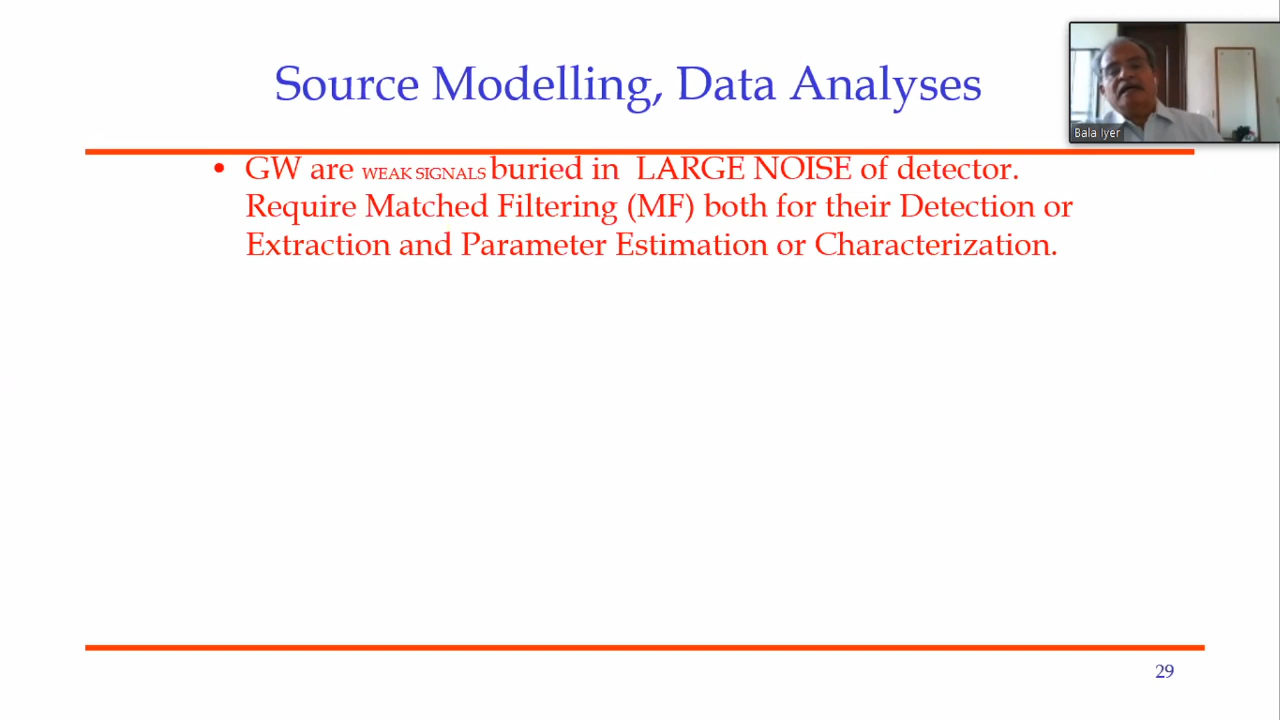 Source Modelling, Data Analyses
Bala Iyer
• GW are WEAK SIGNALS buried in LARGE NOISE of detector.
Require Matched Filtering (MF) both for their Detection or
Extraction and Parameter Estimation or Characterization.
29